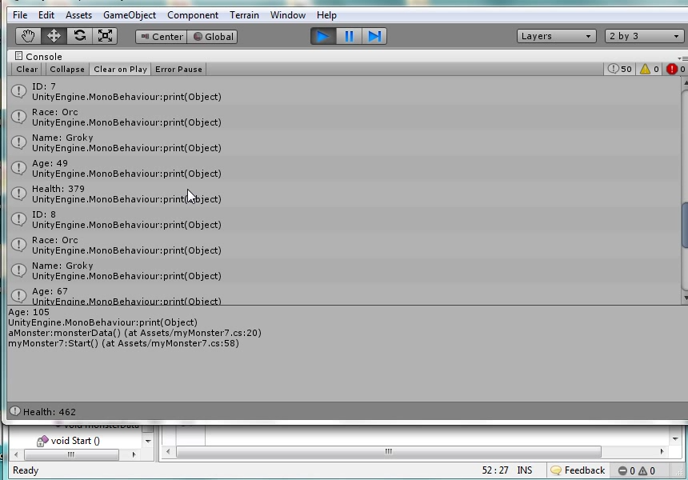 File Edit Assets GameObject Component Terrain Window Help
Center Global Layers 2 by 3
Console
Clear Collapse Clear on Play Error Pause 50 0 0
ID: 7
UnityEngine.MonoBehaviour:print(Object)
Race: Orc
UnityEngine.MonoBehaviour:print(Object)
Name: Groky
UnityEngine.MonoBehaviour:print(Object)
Age: 49
UnityEngine.MonoBehaviour:print(Object)
Health: 379
UnityEngine.MonoBehaviour:print(Object)
ID: 8
UnityEngine.MonoBehaviour:print(Object)
Race: Orc
UnityEngine.MonoBehaviour:print(Object)
Name: Groky
UnityEngine.MonoBehaviour:print(Object)
Age: 67
UnityEngine.MonoBehaviour:print(Object)
Age: 105
UnityEngine.MonoBehaviour:print(Object)
aMonster:monsterData() (at Assets/myMonster7.cs:20)
myMonster7:Start() (at Assets/myMonster7.cs:58)
Health: 462
void monsterData
void Start ()
Ready 52 : 27 INS Feedback 0 0